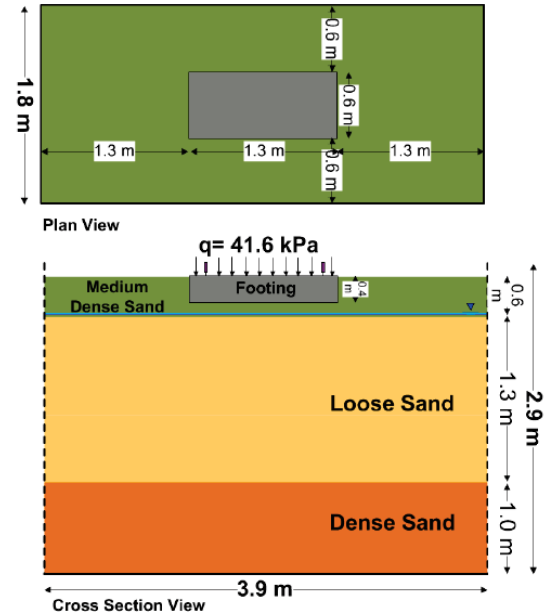 0.6 m
1.8 m
0.6 m
1.3 m
1.3 m
1.3 m
0.6 m
Plan View
q= 41.6 kPa
Medium
Dense Sand
Footing
0.4
m
0.6
m
Loose Sand
1.3 m
2.9 m
Dense Sand
1.0 m
3.9 m
Cross Section View